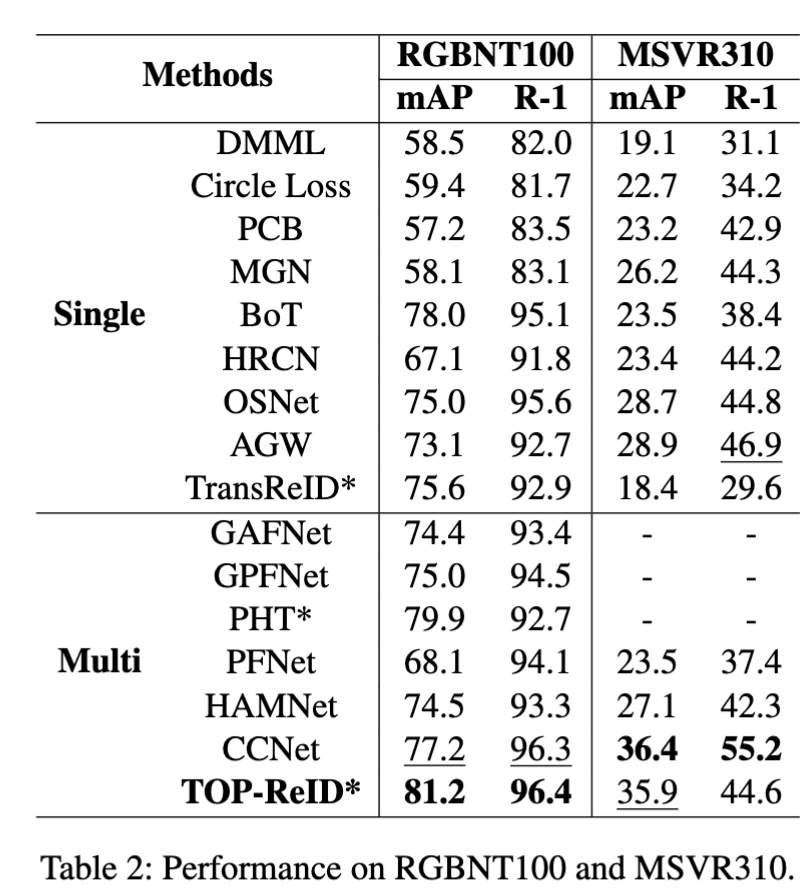 Methods RGBNT100 MSVR310
mAP R-1 mAP R-1
DMML 58.5 82.0 19.1 31.1
Circle Loss 59.4 81.7 22.7 34.2
PCB 57.2 83.5 23.2 42.9
MGN 58.1 83.1 26.2 44.3
Single BoT 78.0 95.1 23.5 38.4
HRCN 67.1 91.8 23.4 44.2
OSNet 75.0 95.6 28.7 44.8
AGW 73.1 92.7 28.9 46.9
TransReID* 75.6 92.9 18.4 29.6
GAFNet 74.4 93.4 - -
GPFNet 75.0 94.5 - -
PHT* 79.9 92.7 - -
Multi PFNet 68.1 94.1 23.5 37.4
HAMNet 74.5 93.3 27.1 42.3
CCNet 77.2 96.3 36.4 55.2
TOP-ReID* 81.2 96.4 35.9 44.6
Table 2: Performance on RGBNT100 and MSVR310.